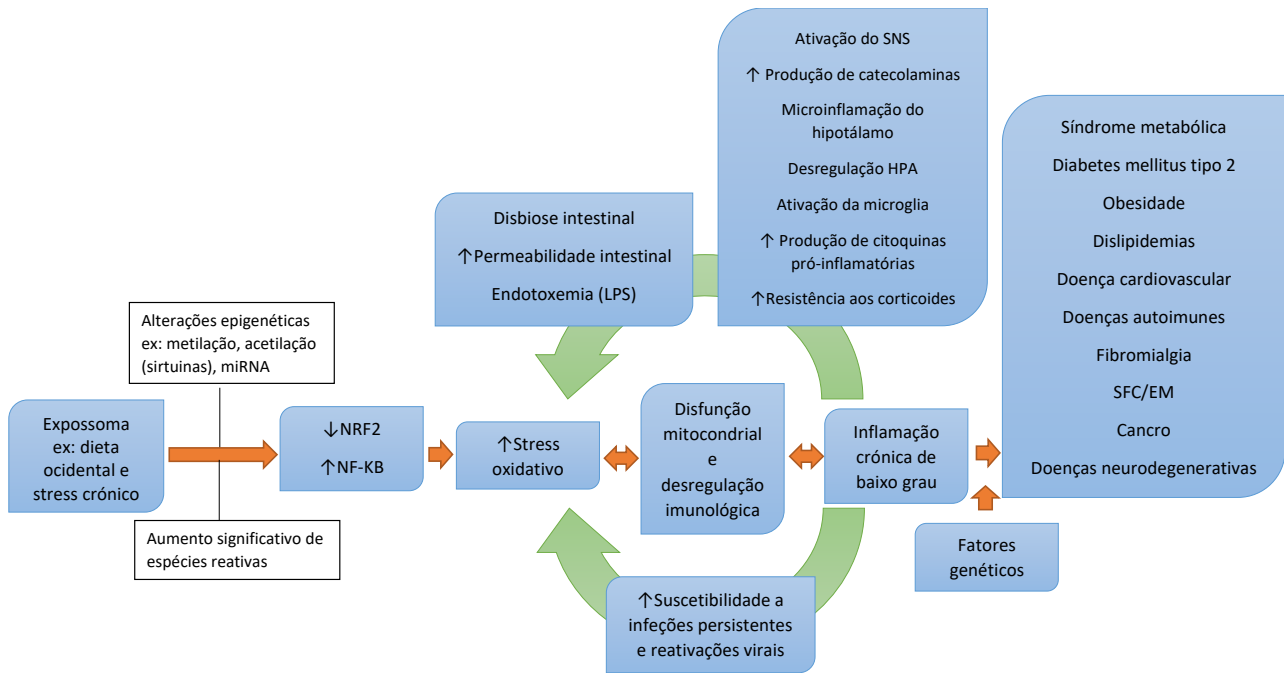 Ativação do SNS
↑ Produção de catecolaminas
Microinflamação do
hipotálamo
Desregulação HPA
Ativação da microglia
↑ Produção de citoquinas
pró-inflamatórias
↑Resistência aos corticoides
Síndrome metabólica
Diabetes mellitus tipo 2
Obesidade
Dislipidemias
Doença cardiovascular
Doenças autoimunes
Fibromialgia
SFC/EM
Cancro
Doenças neurodegenerativas
Disbiose intestinal
↑Permeabilidade intestinal
Endotoxemia (LPS)
Alterações epigenéticas
ex: metilação, acetilação
(sirtuinas), miRNA
Expossoma
ex: dieta
ocidental e
stress crónico
↓NRF2
↑NF-KB
↑Stress
oxidativo
Disfunção
mitocondrial
e
desregulação
imunológica
Inflamação
crónica de
baixo grau
Aumento significativo de
espécies reativas
Fatores
genéticos
↑Suscetibilidade a
infeções persistentes
e reativações virais